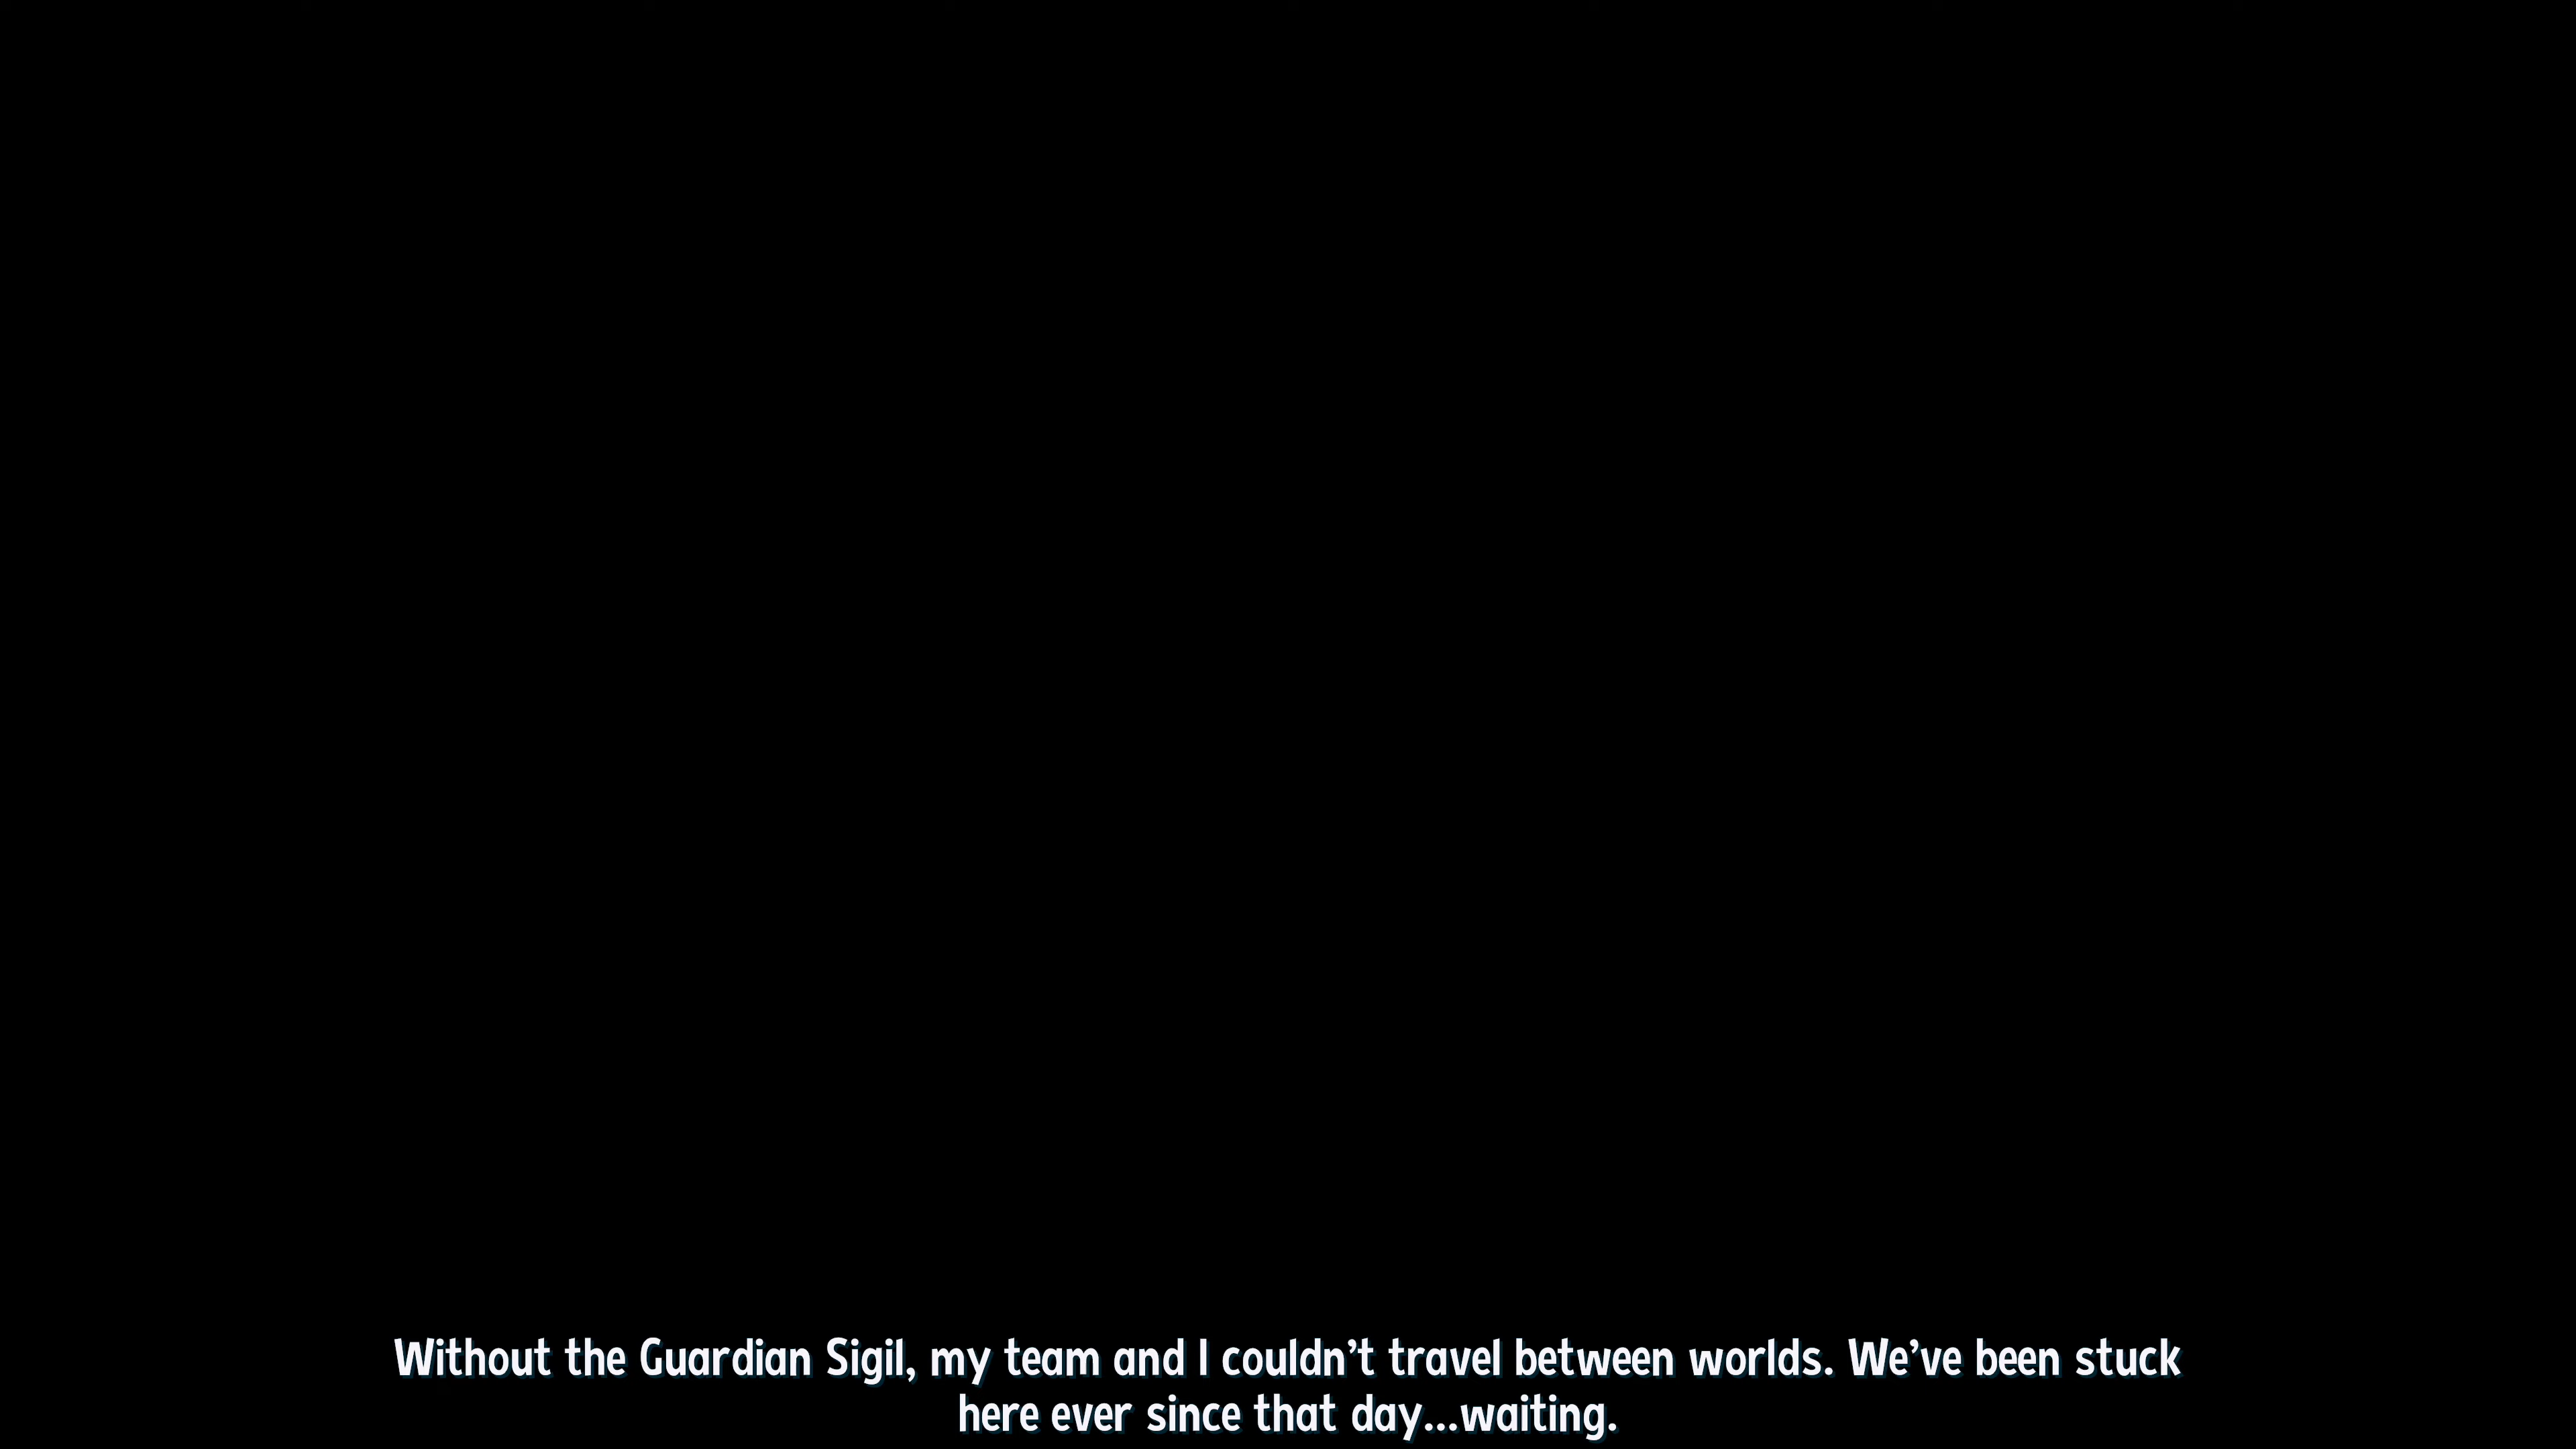 Without the Guardian Sigil, my team and I couldn’t travel between worlds. We’ve been stuck
here ever since that day...waiting.